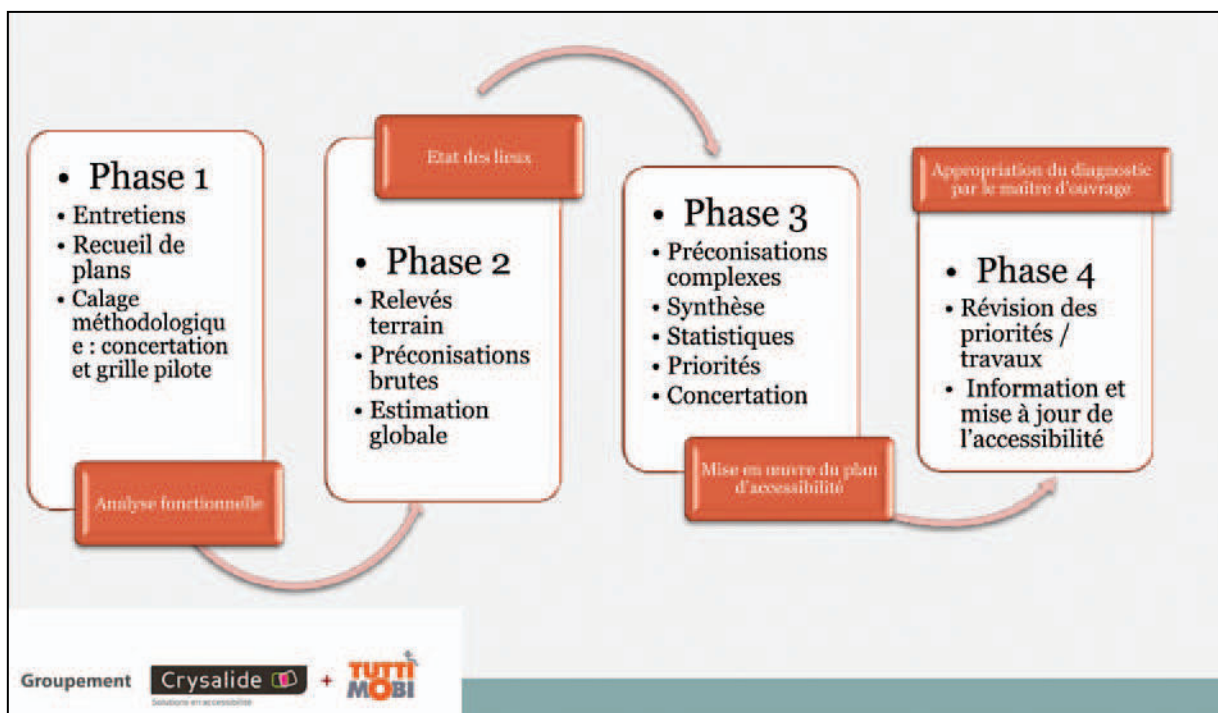 • Phase 1
• Entretiens
• Recueil de
plans
• Calage
méthodologiqu
e : concertation
et grille pilote
Analyse fonctionnelle
Etat des lieux
• Phase 2
• Relevés
terrain
• Préconisations
brutes
• Estimation
globale
• Phase 3
• Préconisations
complexes
• Synthèse
• Statistiques
• Priorités
• Concertation
Mise en œuvre du plan
d'accessibilité
Appropriation du diagnostic
par le maître d'ouvrage
• Phase 4
• Révision des
priorités /
travaux
• Information et
mise à jour de
l'accessibilité
Groupement
Crysalide
Solutions en accessibilité
+
TUTTI
MOBI